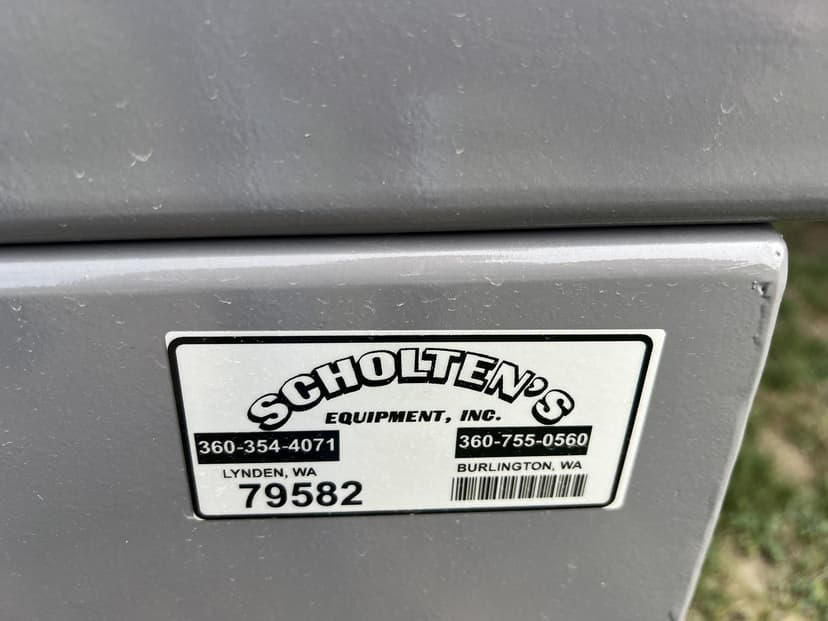 SCHOLTEN'S
EQUIPMENT, INC.
360-354-4071 360-755-0560
LYNDEN, WA BURLINGTON, WA
79582